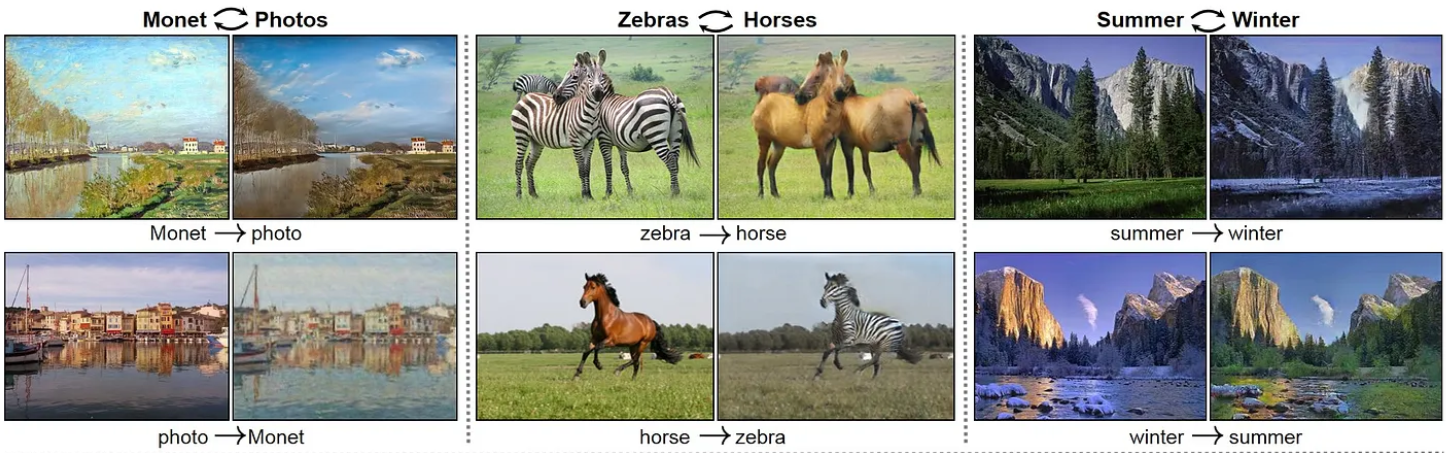 Monet Photos
Zebras Horses
Summer Winter
Monet → photo
zebra → horse
summer → winter
photo → Monet
horse → zebra
winter → summer